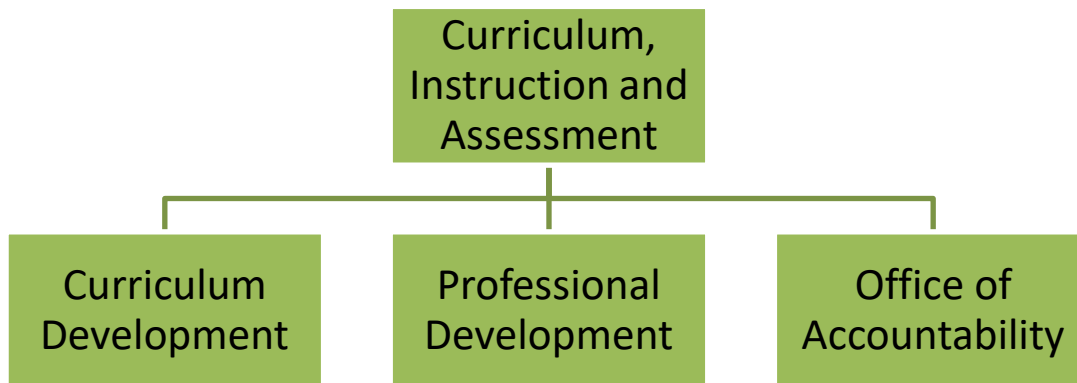 Curriculum,
Instruction and
Assessment
Curriculum
Development
Professional
Development
Office of
Accountability